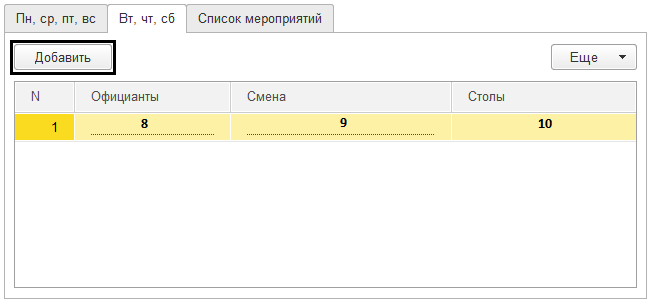 Пн, ср, пт, вс Вт, чт, сб Список мероприятий
Добавить Еще
N Официанты Смена Столы
1 8 9 10